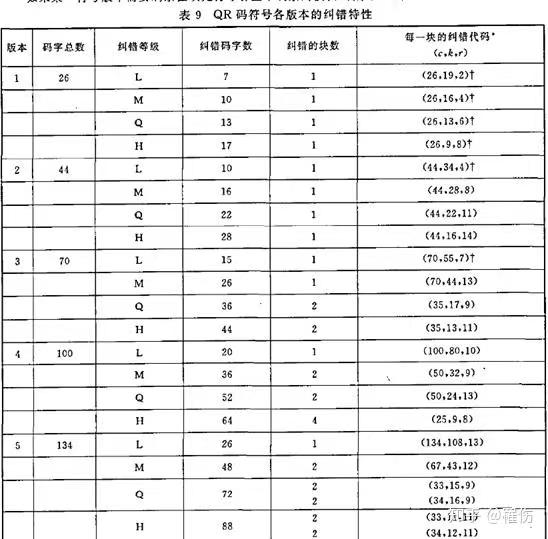 表 9 QR 码符号各版本的纠错特性
版本 码字总数 纠错等级 纠错码字数 纠错的块数 每一块的纠错代码*
(c,k,r)
1 26 L 7 1 (26,19,2)†
M 10 1 (26,16,4)†
Q 13 1 (26,13,6)†
H 17 1 (26,9,8)†
2 44 L 10 1 (44,34,4)†
M 16 1 (44,28,8)
Q 22 1 (44,22,11)
H 28 1 (44,16,14)
3 70 L 15 1 (70,55,7)†
M 26 1 (70,44,13)
Q 36 2 (35,17,9)
H 44 2 (35,13,11)
4 100 L 20 1 (100,80,10)
M 36 2 (50,32,9)
Q 52 2 (50,24,13)
H 64 4 (25,9,8)
5 134 L 26 1 (134,108,13)
M 48 2 (67,43,12)
Q 72 2 (33,15,9)
2 (34,16,9)
H 88 2 (33,11,11)
2 (34,12,11)
知乎 @罹伤